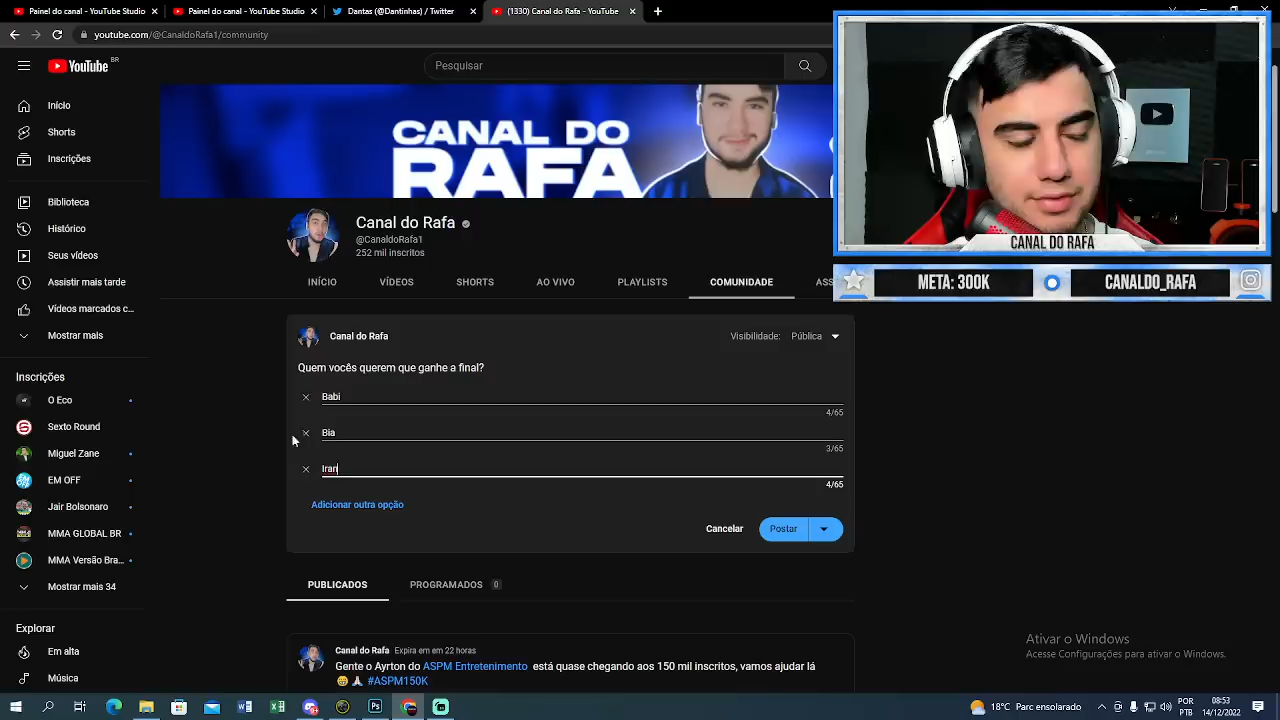 Painel do canal - YouTube Studio
Painel do canal - YouTube Studio
Dantas (@Danhinhas) / Twitter
(1330) Canal do Rafa - YouTube
YouTube BR
Pesquisar
Início
Shorts
Inscrições
Biblioteca
Histórico
Seus vídeos
Assistir mais tarde
Vídeos marcados c...
Mostrar mais
Inscrições
O Eco
Sexto Round
Miguel Zane
EM OFF
Jair Bolsonaro
MMA GLOBAL BR
MMA Versão Bra...
Mostrar mais 34
Explorar
Em alta
Música
CANAL DO
RAFA
Canal do Rafa
@CanaldoRafa1
252 mil inscritos
INÍCIO
VÍDEOS
SHORTS
AO VIVO
PLAYLISTS
COMUNIDADE
Canal do Rafa
Visibilidade: Pública
Quem vocês querem que ganhe a final?
Babi
4/65
Bia
3/65
Iran
4/65
Adicionar outra opção
Cancelar
Postar
PUBLICADOS
PROGRAMADOS 0
Canal do Rafa Expira em em 22 horas
Gente o Ayrton do ASPM Entretenimento está quase chegando aos 150 mil inscritos, vamos ajudar lá
#ASPM150K
CANAL DO RAFA
META: 300K
CANALDO_RAFA
Ativar o Windows
Acesse Configurações para ativar o Windows.
18°C Parc ensolarado
POR
PTB
08:53
14/12/2022